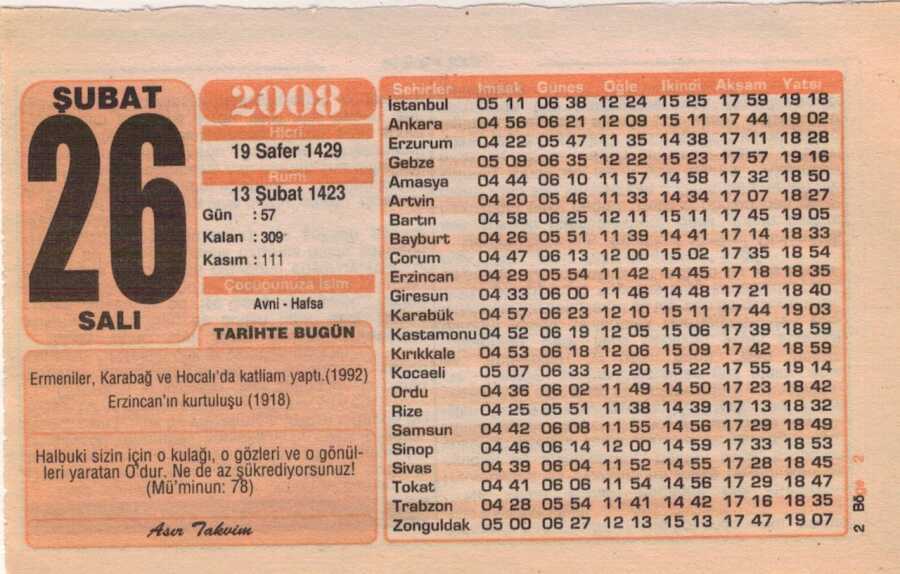 ŞUBAT
26
SALI
2008
Hicri
19 Safer 1429
Rumi
13 Şubat 1423
Gün : 57
Kalan : 309
Kasım : 111
Çocuğunuza İsim
Avni - Hafsa
TARİHTE BUGÜN
Ermeniler, Karabağ ve Hocalı'da katliam yaptı.(1992)
Erzincan'ın kurtuluşu (1918)
Halbuki sizin için o kulağı, o gözleri ve o gönül-
leri yaratan O'dur. Ne de az şükrediyorsunuz!
(Mü'minun: 78)
Asır Takvim
Şehirler İmsak Güneş Öğle İkindi Akşam Yatsı
İstanbul 05 11 06 38 12 24 15 25 17 59 19 18
Ankara 04 56 06 21 12 09 15 11 17 44 19 02
Erzurum 04 22 05 47 11 35 14 38 17 11 18 28
Gebze 05 09 06 35 12 22 15 23 17 57 19 16
Amasya 04 44 06 10 11 57 14 58 17 32 18 50
Artvin 04 20 05 46 11 33 14 34 17 07 18 27
Bartın 04 58 06 25 12 11 15 11 17 45 19 05
Bayburt 04 26 05 51 11 39 14 41 17 14 18 33
Çorum 04 47 06 13 12 00 15 02 17 35 18 54
Erzincan 04 29 05 54 11 42 14 45 17 18 18 35
Giresun 04 33 06 00 11 46 14 48 17 21 18 40
Karabük 04 57 06 23 12 10 15 11 17 44 19 03
Kastamonu 04 52 06 19 12 05 15 06 17 39 18 59
Kırıkkale 04 53 06 18 12 06 15 09 17 42 18 59
Kocaeli 05 07 06 33 12 20 15 22 17 55 19 14
Ordu 04 36 06 02 11 49 14 50 17 23 18 42
Rize 04 25 05 51 11 38 14 39 17 13 18 32
Samsun 04 42 06 08 11 55 14 56 17 29 18 49
Sinop 04 46 06 14 12 00 14 59 17 33 18 53
Sivas 04 39 06 04 11 52 14 55 17 28 18 45
Tokat 04 41 06 06 11 54 14 56 17 29 18 47
Trabzon 04 28 05 54 11 41 14 42 17 16 18 35
Zonguldak 05 00 06 27 12 13 15 13 17 47 19 07